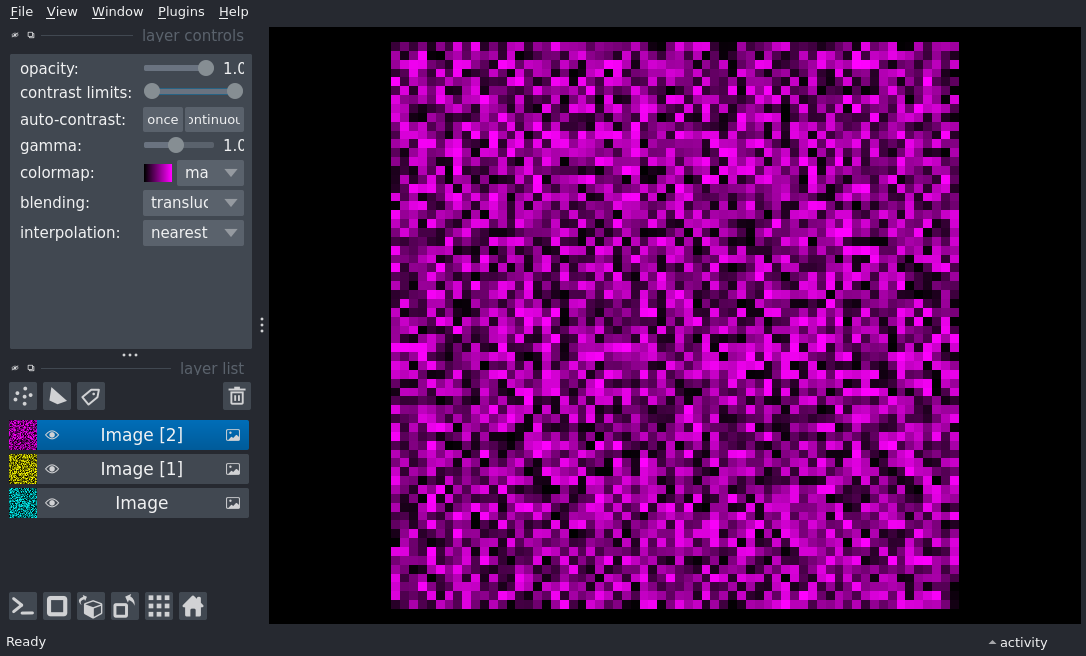 File View Window Plugins Help
layer controls
opacity: 1.0
contrast limits:
auto-contrast: once ontinuou
gamma: 1.0
colormap: ma
blending: transluc
interpolation: nearest
layer list
Image [2]
Image [1]
Image
Ready
activity